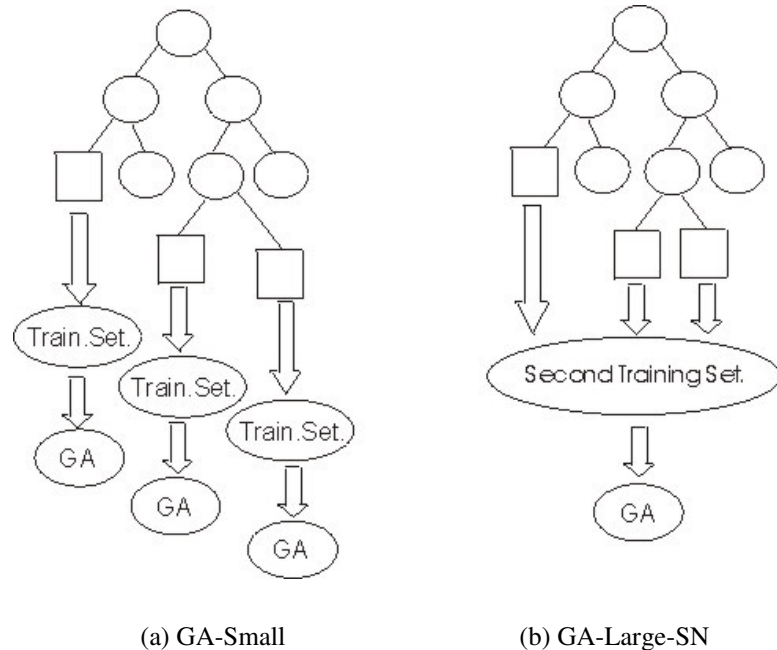 Train.Set.
Train.Set.
Train.Set.
GA
GA
GA
Second Training Set.
GA
(a) GA-Small
(b) GA-Large-SN